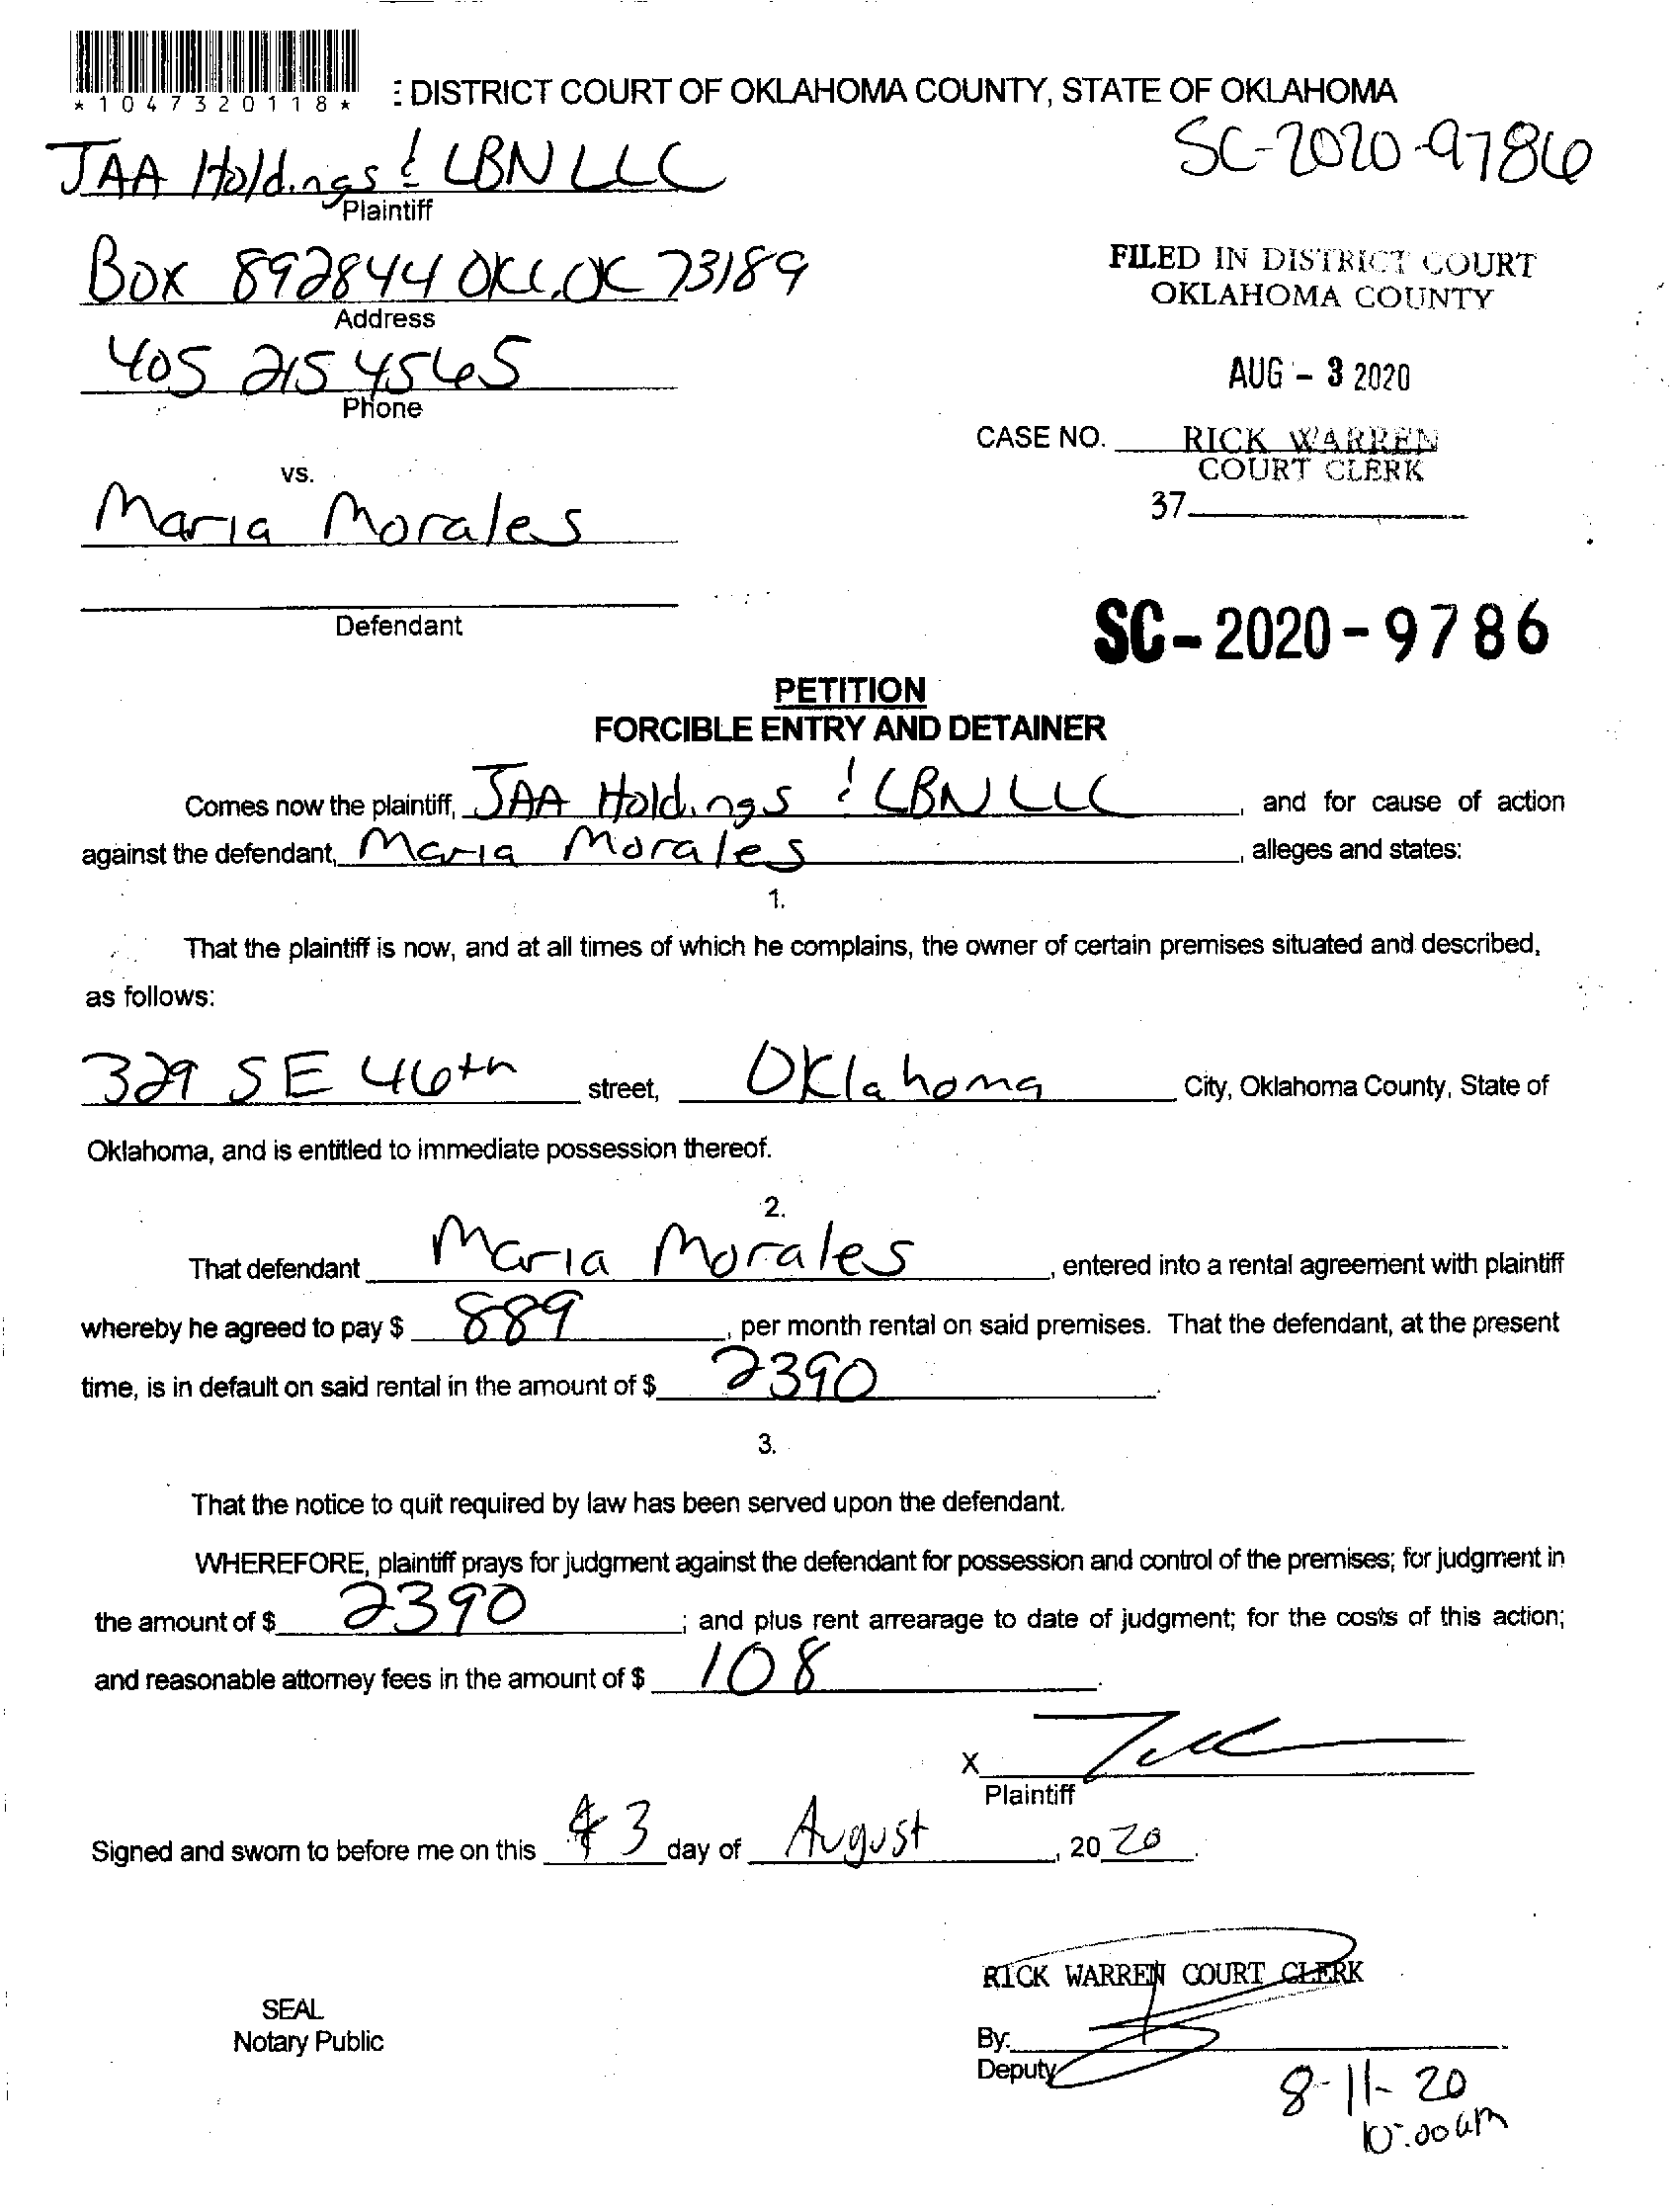 *1047320118*
: DISTRICT COURT OF OKLAHOMA COUNTY, STATE OF OKLAHOMA
SC-2020-9786
JAA Holdings & LBN LLC
Plaintiff
Box 892844 OKC, OK 73189
Address
FILED IN DISTRICT COURT
OKLAHOMA COUNTY
405 215 4565
Phone
AUG - 3 2020
CASE NO.
RICK WARREN
COURT CLERK
vs.
37
Maria Morales
Defendant
SC-2020-9786
PETITION
FORCIBLE ENTRY AND DETAINER
Comes now the plaintiff, JAA Holdings & LBN LLC, and for cause of action
against the defendant, Maria Morales, alleges and states:
1.
That the plaintiff is now, and at all times of which he complains, the owner of certain premises situated and described,
as follows:
329 SE 46th street, Oklahoma City, Oklahoma County, State of
Oklahoma, and is entitled to immediate possession thereof.
2.
That defendant Maria Morales, entered into a rental agreement with plaintiff
whereby he agreed to pay $ 889, per month rental on said premises. That the defendant, at the present
time, is in default on said rental in the amount of $ 2390.
3.
That the notice to quit required by law has been served upon the defendant.
WHEREFORE, plaintiff prays for judgment against the defendant for possession and control of the premises; for judgment in
the amount of $ 2390; and plus rent arrearage to date of judgment; for the costs of this action;
and reasonable attorney fees in the amount of $ 108.
X
Plaintiff
Signed and sworn to before me on this 3 day of August, 2020.
RICK WARREN COURT CLERK
SEAL
Notary Public
By:
Deputy
8-11-20
10:00am